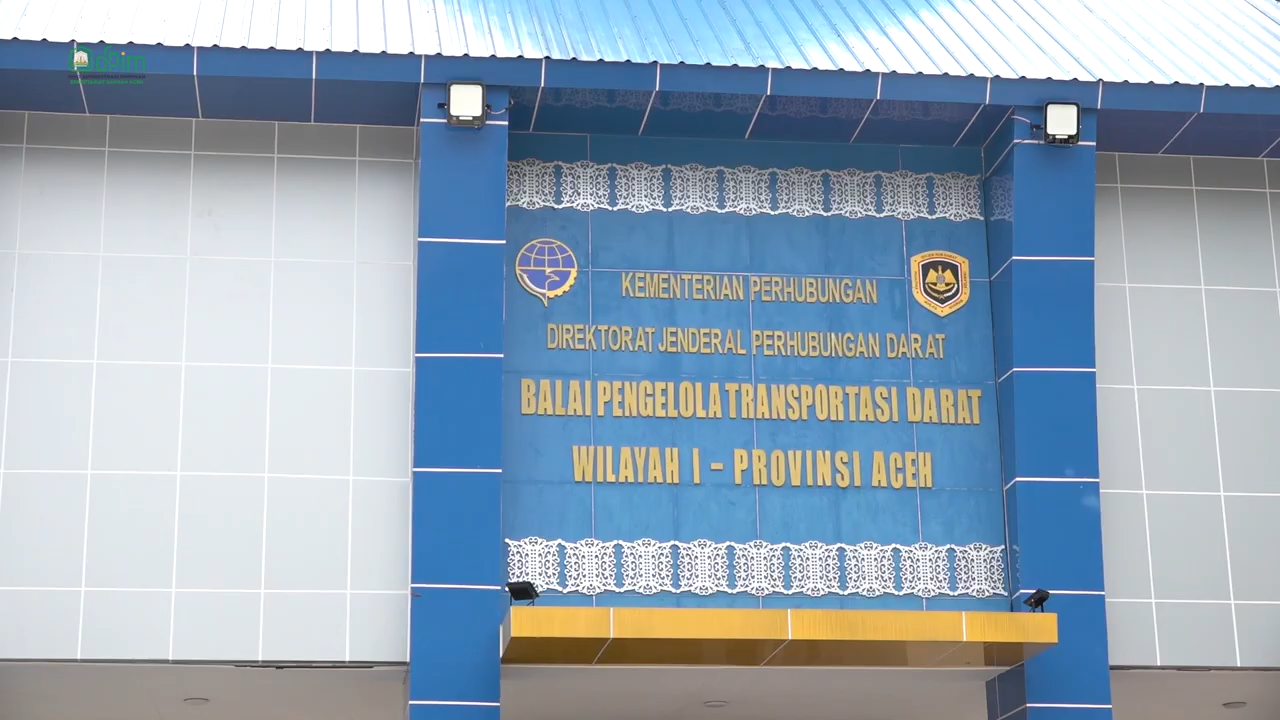 KEMENTERIAN PERHUBUNGAN
DIREKTORAT JENDERAL PERHUBUNGAN DARAT
BALAI PENGELOLA TRANSPORTASI DARAT
WILAYAH I - PROVINSI ACEH